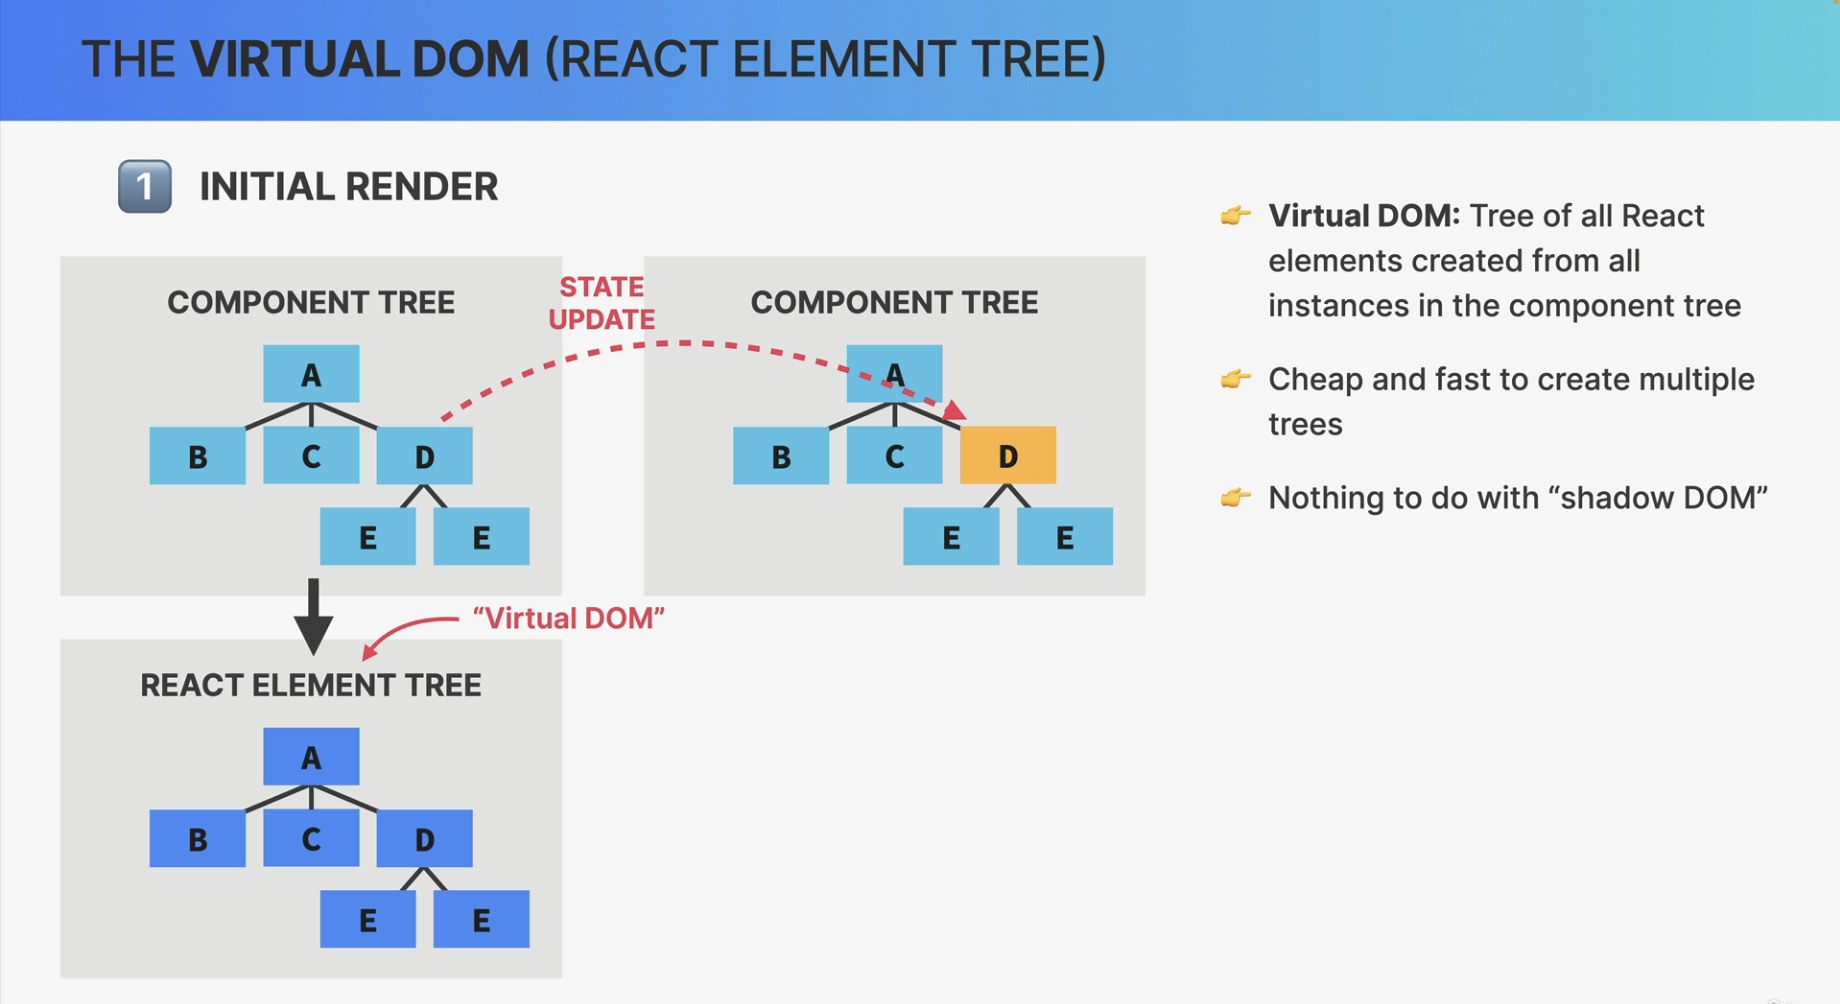 THE VIRTUAL DOM (REACT ELEMENT TREE)
1 INITIAL RENDER
COMPONENT TREE
A
B C D
E E
STATE
UPDATE
COMPONENT TREE
A
B C D
E E
“Virtual DOM”
REACT ELEMENT TREE
A
B C D
E E
Virtual DOM: Tree of all React
elements created from all
instances in the component tree
Cheap and fast to create multiple
trees
Nothing to do with “shadow DOM”